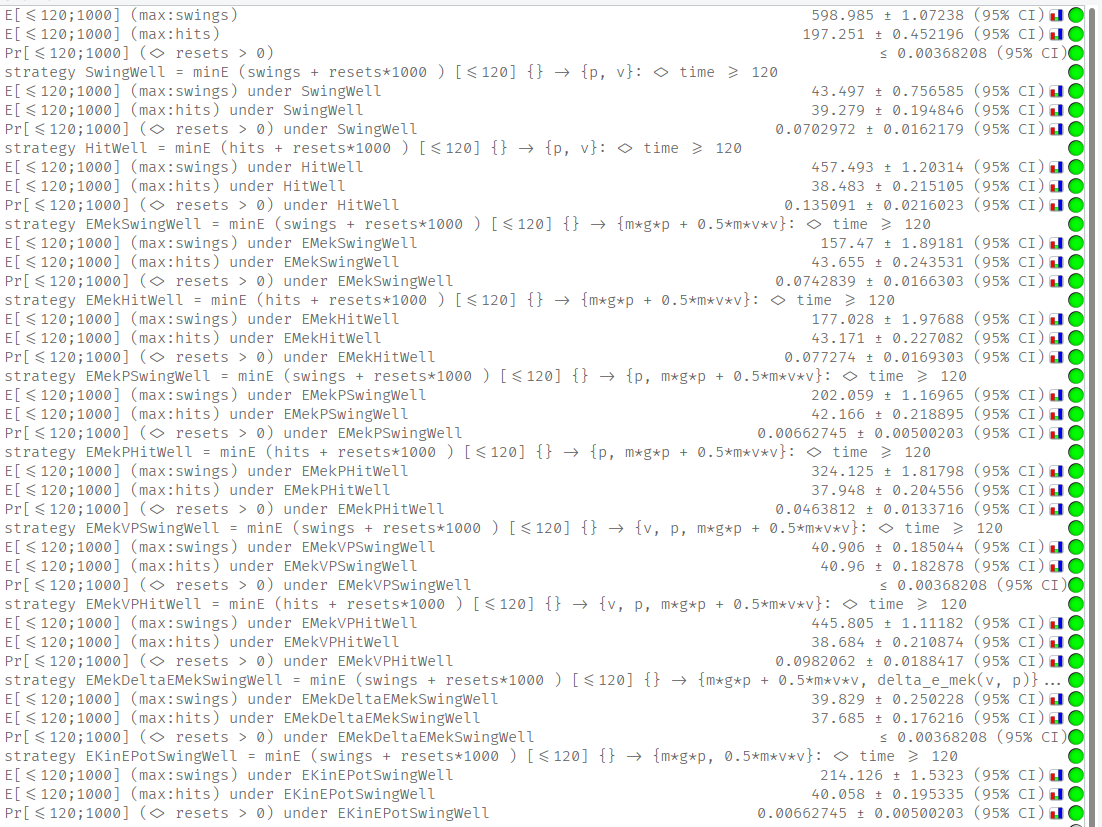 E[≤120;1000] (max:swings) 598.985 ± 1.07238 (95% CI)
E[≤120;1000] (max:hits) 197.251 ± 0.452196 (95% CI)
Pr[≤120;1000] (<> resets > 0) ≤ 0.00368208 (95% CI)
strategy SwingWell = minE (swings + resets*1000 ) [≤120] {} → {p, v}: <> time ≥ 120
E[≤120;1000] (max:swings) under SwingWell 43.497 ± 0.756585 (95% CI)
E[≤120;1000] (max:hits) under SwingWell 39.279 ± 0.194846 (95% CI)
Pr[≤120;1000] (<> resets > 0) under SwingWell 0.0702972 ± 0.0162179 (95% CI)
strategy HitWell = minE (hits + resets*1000 ) [≤120] {} → {p, v}: <> time ≥ 120
E[≤120;1000] (max:swings) under HitWell 457.493 ± 1.20314 (95% CI)
E[≤120;1000] (max:hits) under HitWell 38.483 ± 0.215105 (95% CI)
Pr[≤120;1000] (<> resets > 0) under HitWell 0.135091 ± 0.0216023 (95% CI)
strategy EMekSwingWell = minE (swings + resets*1000 ) [≤120] {} → {m*g*p + 0.5*m*v*v}: <> time ≥ 120
E[≤120;1000] (max:swings) under EMekSwingWell 157.47 ± 1.89181 (95% CI)
E[≤120;1000] (max:hits) under EMekSwingWell 43.655 ± 0.243531 (95% CI)
Pr[≤120;1000] (<> resets > 0) under EMekSwingWell 0.0742839 ± 0.0166303 (95% CI)
strategy EMekHitWell = minE (hits + resets*1000 ) [≤120] {} → {m*g*p + 0.5*m*v*v}: <> time ≥ 120
E[≤120;1000] (max:swings) under EMekHitWell 177.028 ± 1.97688 (95% CI)
E[≤120;1000] (max:hits) under EMekHitWell 43.171 ± 0.227082 (95% CI)
Pr[≤120;1000] (<> resets > 0) under EMekHitWell 0.077274 ± 0.0169303 (95% CI)
strategy EMekPSwingWell = minE (swings + resets*1000 ) [≤120] {} → {p, m*g*p + 0.5*m*v*v}: <> time ≥ 120
E[≤120;1000] (max:swings) under EMekPSwingWell 202.059 ± 1.16965 (95% CI)
E[≤120;1000] (max:hits) under EMekPSwingWell 42.166 ± 0.218895 (95% CI)
Pr[≤120;1000] (<> resets > 0) under EMekPSwingWell 0.00662745 ± 0.00500203 (95% CI)
strategy EMekPHitWell = minE (hits + resets*1000 ) [≤120] {} → {p, m*g*p + 0.5*m*v*v}: <> time ≥ 120
E[≤120;1000] (max:swings) under EMekPHitWell 324.125 ± 1.81798 (95% CI)
E[≤120;1000] (max:hits) under EMekPHitWell 37.948 ± 0.204556 (95% CI)
Pr[≤120;1000] (<> resets > 0) under EMekPHitWell 0.0463812 ± 0.0133716 (95% CI)
strategy EMekVPSwingWell = minE (swings + resets*1000 ) [≤120] {} → {v, p, m*g*p + 0.5*m*v*v}: <> time ≥ 120
E[≤120;1000] (max:swings) under EMekVPSwingWell 40.906 ± 0.185044 (95% CI)
E[≤120;1000] (max:hits) under EMekVPSwingWell 40.96 ± 0.182878 (95% CI)
Pr[≤120;1000] (<> resets > 0) under EMekVPSwingWell ≤ 0.00368208 (95% CI)
strategy EMekVPHitWell = minE (hits + resets*1000 ) [≤120] {} → {v, p, m*g*p + 0.5*m*v*v}: <> time ≥ 120
E[≤120;1000] (max:swings) under EMekVPHitWell 445.805 ± 1.11182 (95% CI)
E[≤120;1000] (max:hits) under EMekVPHitWell 38.684 ± 0.210874 (95% CI)
Pr[≤120;1000] (<> resets > 0) under EMekVPHitWell 0.0982062 ± 0.0188417 (95% CI)
strategy EMekDeltaEMekSwingWell = minE (swings + resets*1000 ) [≤120] {} → {m*g*p + 0.5*m*v*v, delta_e_mek(v, p)} ...
E[≤120;1000] (max:swings) under EMekDeltaEMekSwingWell 39.829 ± 0.250228 (95% CI)
E[≤120;1000] (max:hits) under EMekDeltaEMekSwingWell 37.685 ± 0.176216 (95% CI)
Pr[≤120;1000] (<> resets > 0) under EMekDeltaEMekSwingWell ≤ 0.00368208 (95% CI)
strategy EKinEPotSwingWell = minE (swings + resets*1000 ) [≤120] {} → {m*g*p, 0.5*m*v*v}: <> time ≥ 120
E[≤120;1000] (max:swings) under EKinEPotSwingWell 214.126 ± 1.5323 (95% CI)
E[≤120;1000] (max:hits) under EKinEPotSwingWell 40.058 ± 0.195335 (95% CI)
Pr[≤120;1000] (<> resets > 0) under EKinEPotSwingWell 0.00662745 ± 0.00500203 (95% CI)